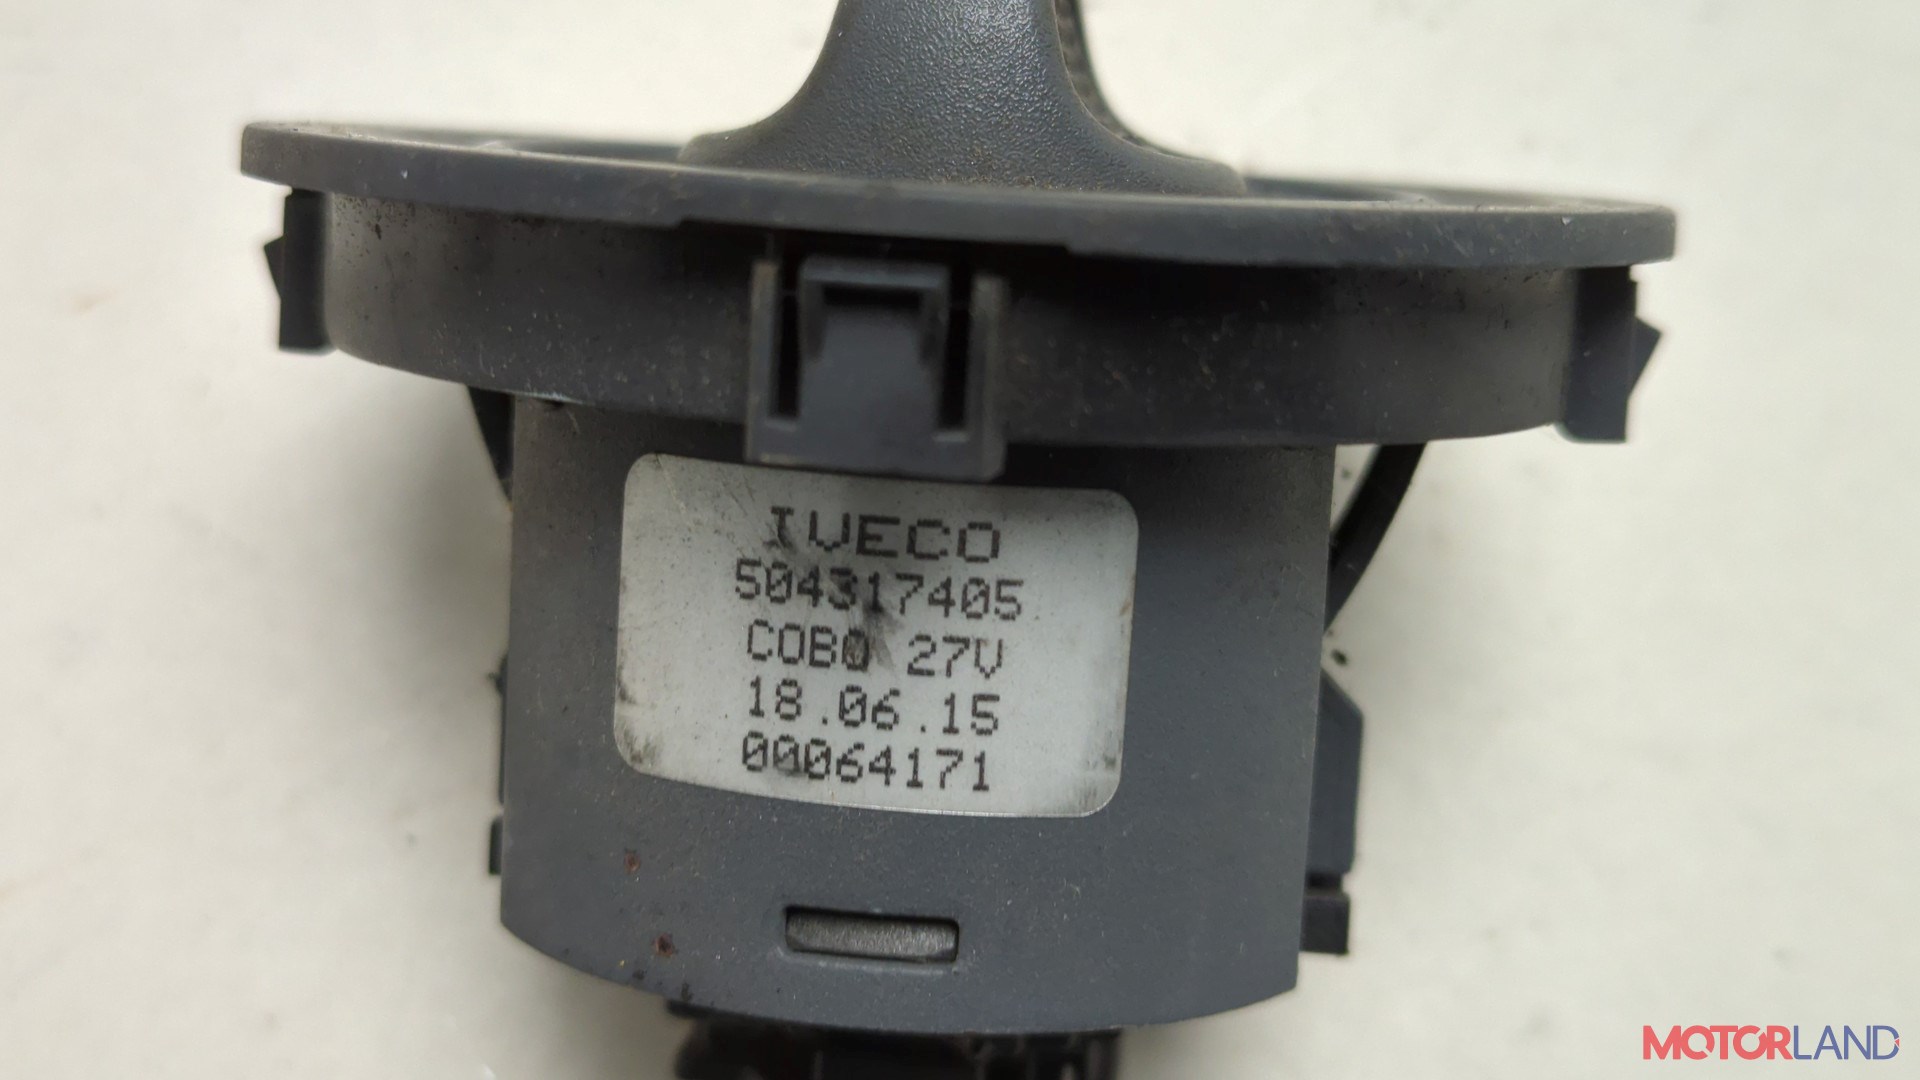 IVECO
504317405
COBO 27V
18.06.15
00064171
MOTORLAND